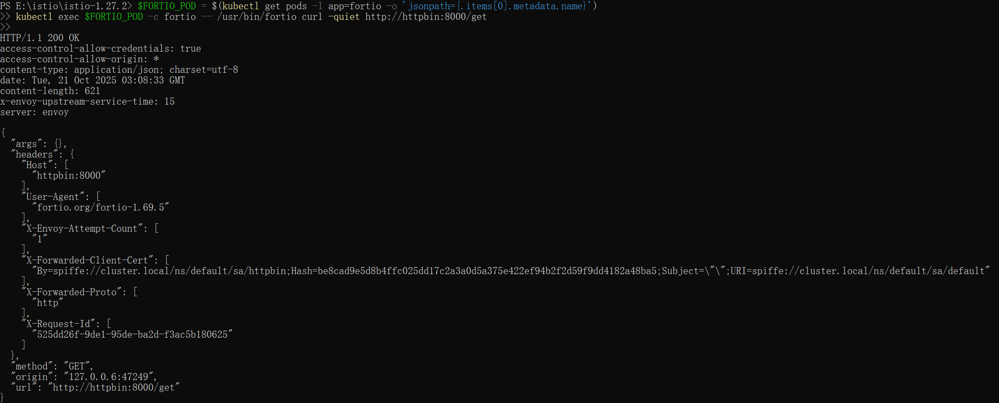 PS E:\istio\istio-1.27.2> $FORTIO_POD = $(kubectl get pods -l app=fortio -o 'jsonpath={.items[0].metadata.name}')
>> kubectl exec $FORTIO_POD -c fortio -- /usr/bin/fortio curl -quiet http://httpbin:8000/get
>>
HTTP/1.1 200 OK
access-control-allow-credentials: true
access-control-allow-origin: *
content-type: application/json; charset=utf-8
date: Tue, 21 Oct 2025 03:08:33 GMT
content-length: 621
x-envoy-upstream-service-time: 15
server: envoy

{
  "args": {},
  "headers": {
    "Host": [
      "httpbin:8000"
    ],
    "User-Agent": [
      "fortio.org/fortio-1.69.5"
    ],
    "X-Envoy-Attempt-Count": [
      "1"
    ],
    "X-Forwarded-Client-Cert": [
      "By=spiffe://cluster.local/ns/default/sa/httpbin;Hash=be8cad9e5d8b4ffc025dd17c2a3a0d5a375e422ef94b2f2d59f9dd4182a48ba5;Subject=\"\";URI=spiffe://cluster.local/ns/default/sa/default"
    ],
    "X-Forwarded-Proto": [
      "http"
    ],
    "X-Request-Id": [
      "525dd26f-9de1-95de-ba2d-f3ac5b180625"
    ]
  },
  "method": "GET",
  "origin": "127.0.0.6:47249",
  "url": "http://httpbin:8000/get"
}